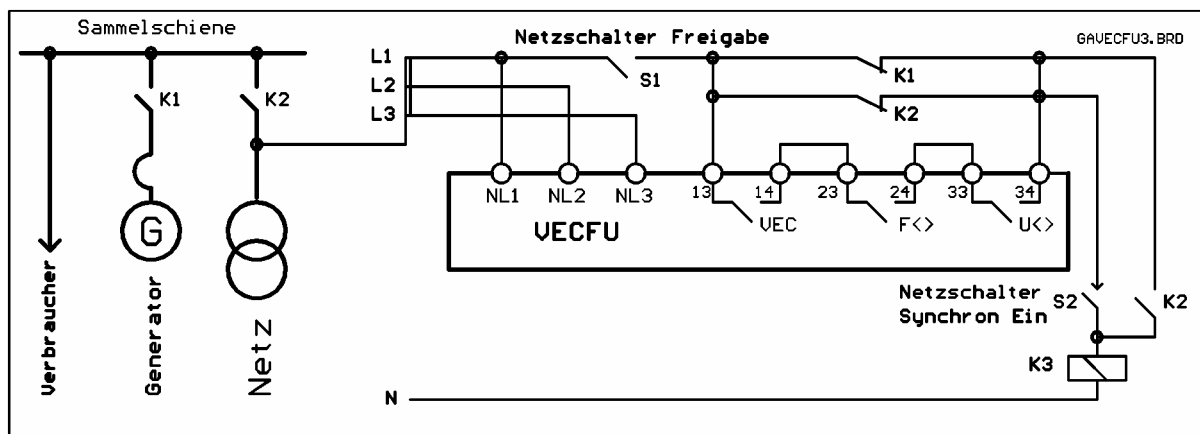 Sammelschiene
K1
K2
Verbraucher
G
Generator
Netz
L1
L2
L3
Netzschalter Freigabe
GAVECFU3.BRD
S1
K1
K2
NL1
NL2
NL3
13
14
23
24
33
34
VECFU
VEC
F<>
U<>
Netzschalter
Synchron Ein
S2
K2
K3
N